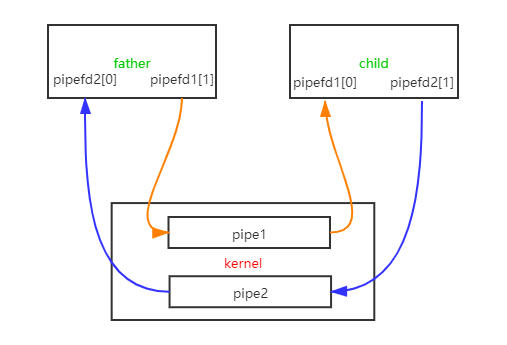 father
pipefd2[0] pipefd1[1]
child
pipefd1[0] pipefd2[1]
pipe1
kernel
pipe2